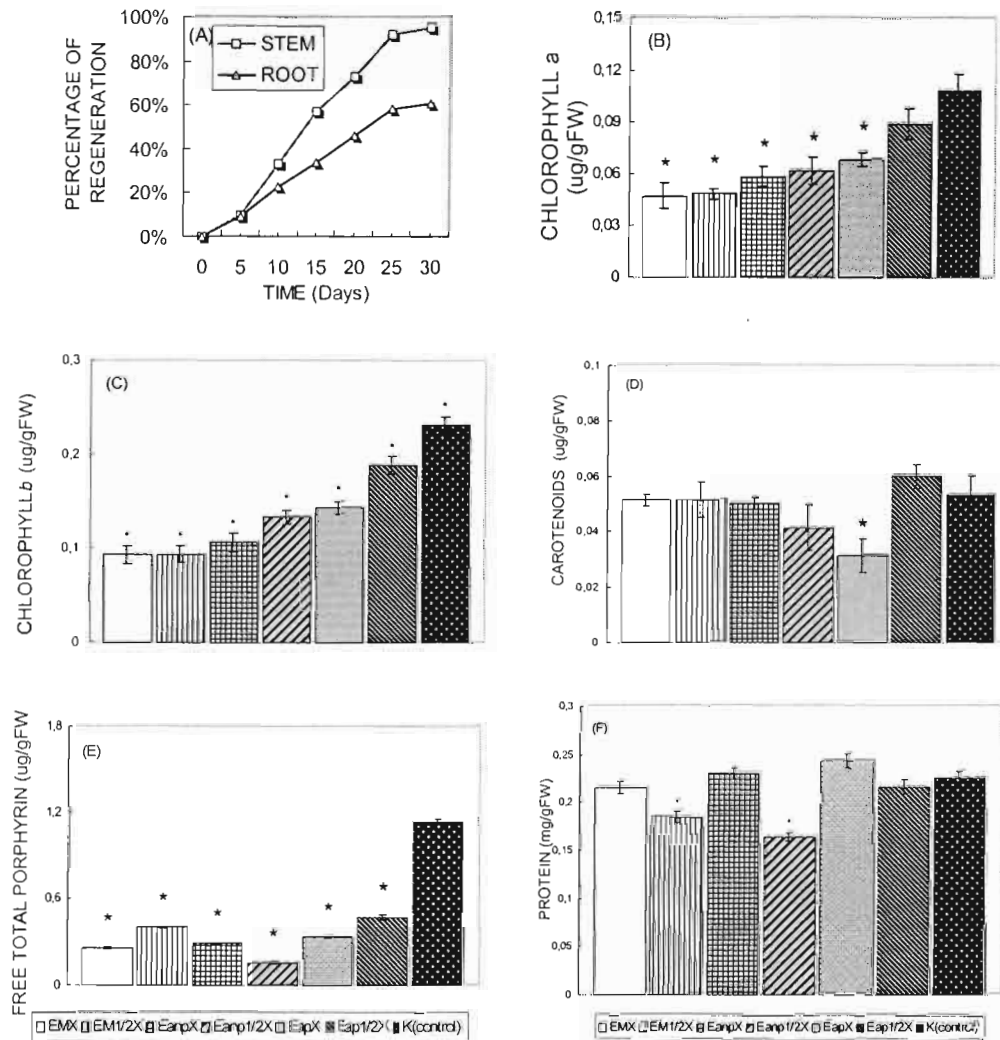 (A)
STEM
ROOT
PERCENTAGE OF
REGENERATION
100%
80%
60%
40%
20%
0%
0 5 10 15 20 25 30
TIME (Days)
(B)
CHLOROPHYLL a
(ug/gFW)
0,15
0,12
0,09
0,06
0,03
0
* * * * *
(C)
CHLOROPHYLLb (ug/gFW)
0,3
0,2
0,1
0
(D)
CAROTENOIDS (ug/gFW)
0,1
0,08
0,06
0,04
0,02
0
*
(E)
FREE TOTAL PORPHYRIN (ug/gFW
1,8
1,2
0,6
0
* * * * * *
EMX EM1/2X EanpX Eanp1/2X EapX Eap1/2X K(control)
(F)
PROTEIN (mg/gFW)
0,3
0,25
0,2
0,15
0,1
0,05
0
EMX EM1/2X EanpX Eanp1/2X EapX Eap1/2X K(control)